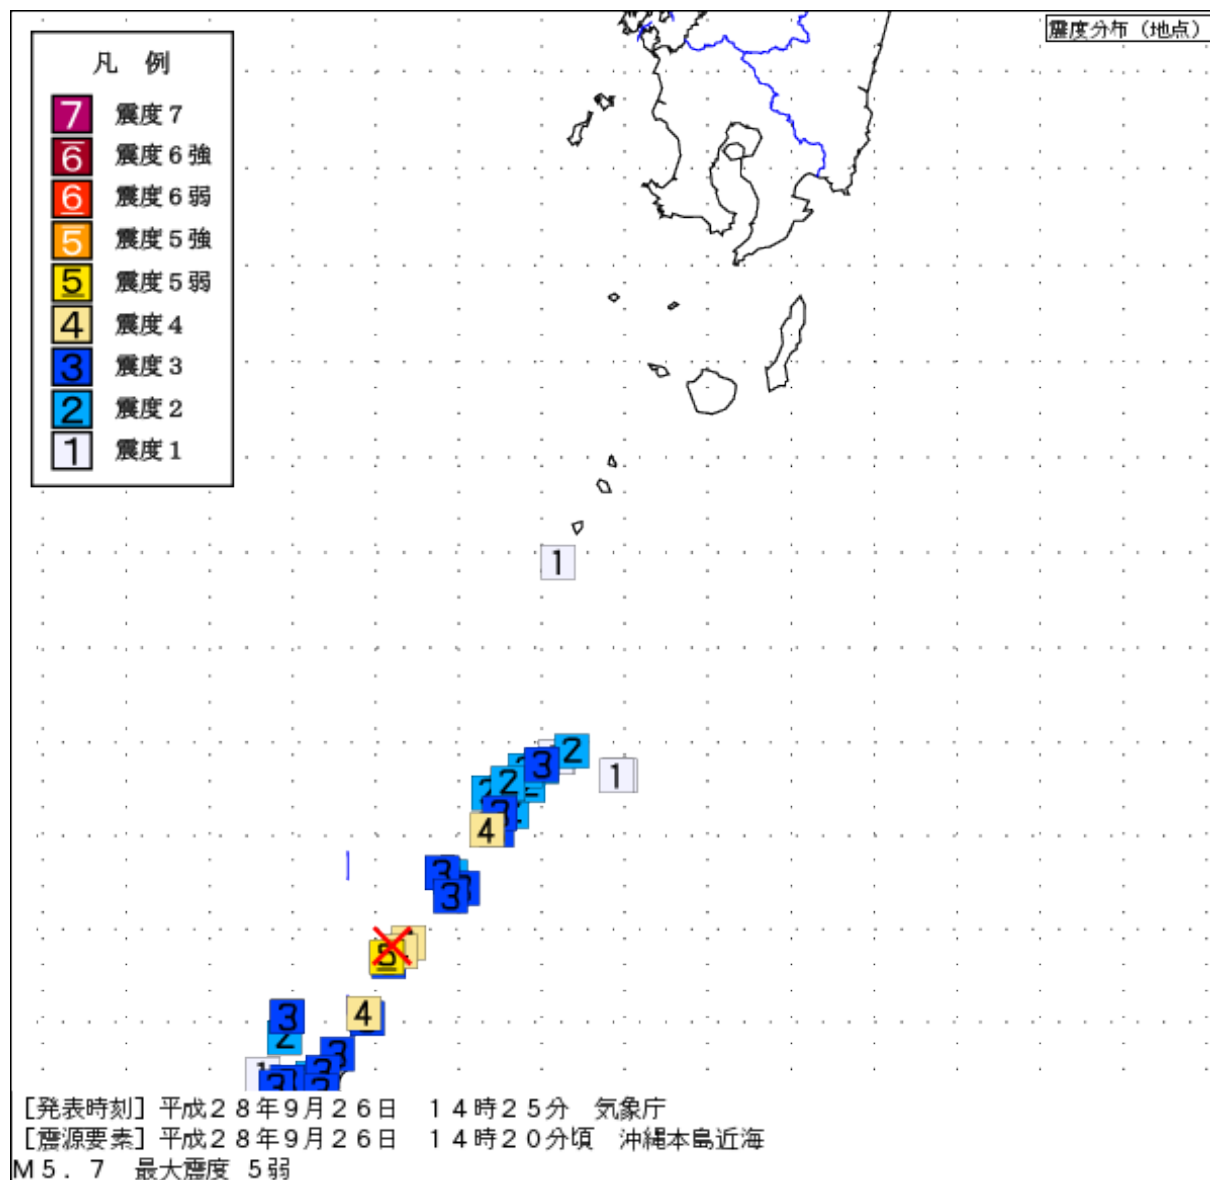 震度分布（地点）
凡　例
7 震度７
6 震度６強
6 震度６弱
5 震度５強
5 震度５弱
4 震度４
3 震度３
2 震度２
1 震度１
1
2
3
1
2
2
3
4
3
3
5
4
3
2
3
3
3
［発表時刻］平成２８年９月２６日　１４時２５分　気象庁
［震源要素］平成２８年９月２６日　１４時２０分頃　沖縄本島近海
Ｍ５．７　最大震度　５弱